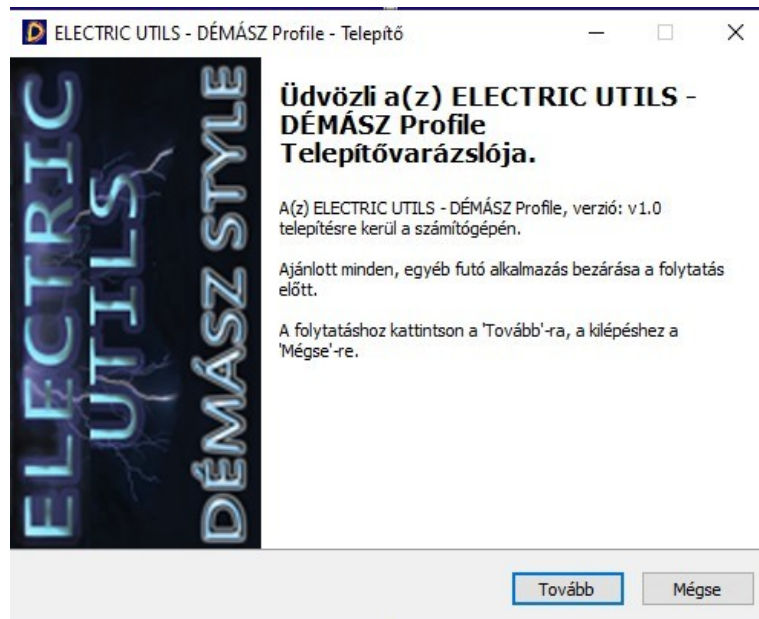 ELECTRIC UTILS - DÉMÁSZ Profile - Telepítő
ELECTRIC
UTILS
DÉMÁSZ STYLE
Üdvözli a(z) ELECTRIC UTILS -
DÉMÁSZ Profile
Telepítővarázslója.
A(z) ELECTRIC UTILS - DÉMÁSZ Profile, verzió: v1.0
telepítésre kerül a számítógépén.
Ajánlott minden, egyéb futó alkalmazás bezárása a folytatás
előtt.
A folytatáshoz kattintson a 'Tovább'-ra, a kilépéshez a
'Mégse'-re.
Tovább
Mégse